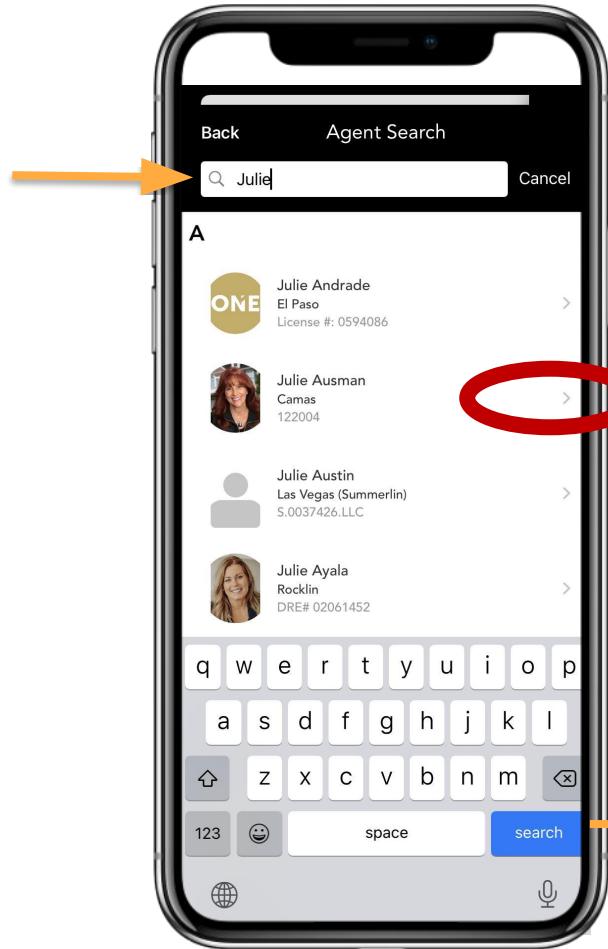 Back Agent Search
Julie Cancel
A
ONE
Julie Andrade
El Paso
License #: 0594086
Julie Ausman
Camas
122004
Julie Austin
Las Vegas (Summerlin)
S.0037426.LLC
Julie Ayala
Rocklin
DRE# 02061452
q w e r t y u i o p
a s d f g h j k l
z x c v b n m
123 space search